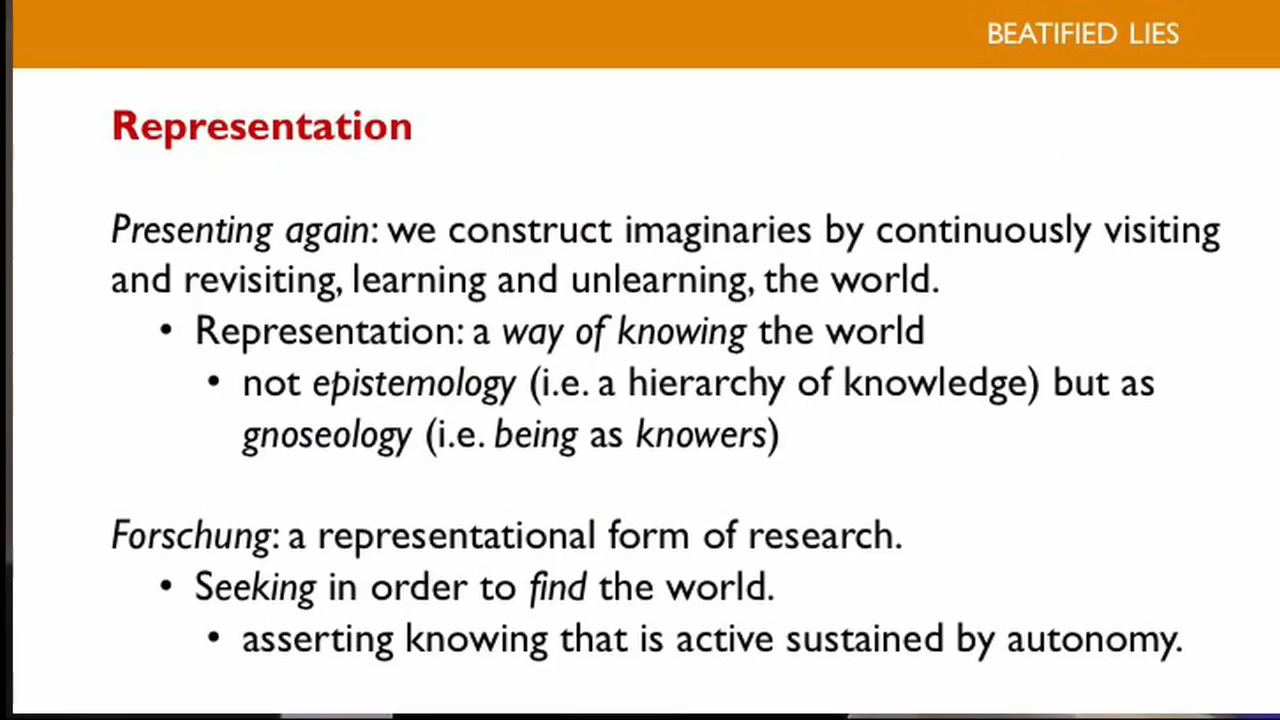 BEATIFIED LIES
Representation
Presenting again: we construct imaginaries by continuously visiting
and revisiting, learning and unlearning, the world.
• Representation: a way of knowing the world
• not epistemology (i.e. a hierarchy of knowledge) but as
gnoseology (i.e. being as knowers)
Forschung: a representational form of research.
• Seeking in order to find the world.
• asserting knowing that is active sustained by autonomy.